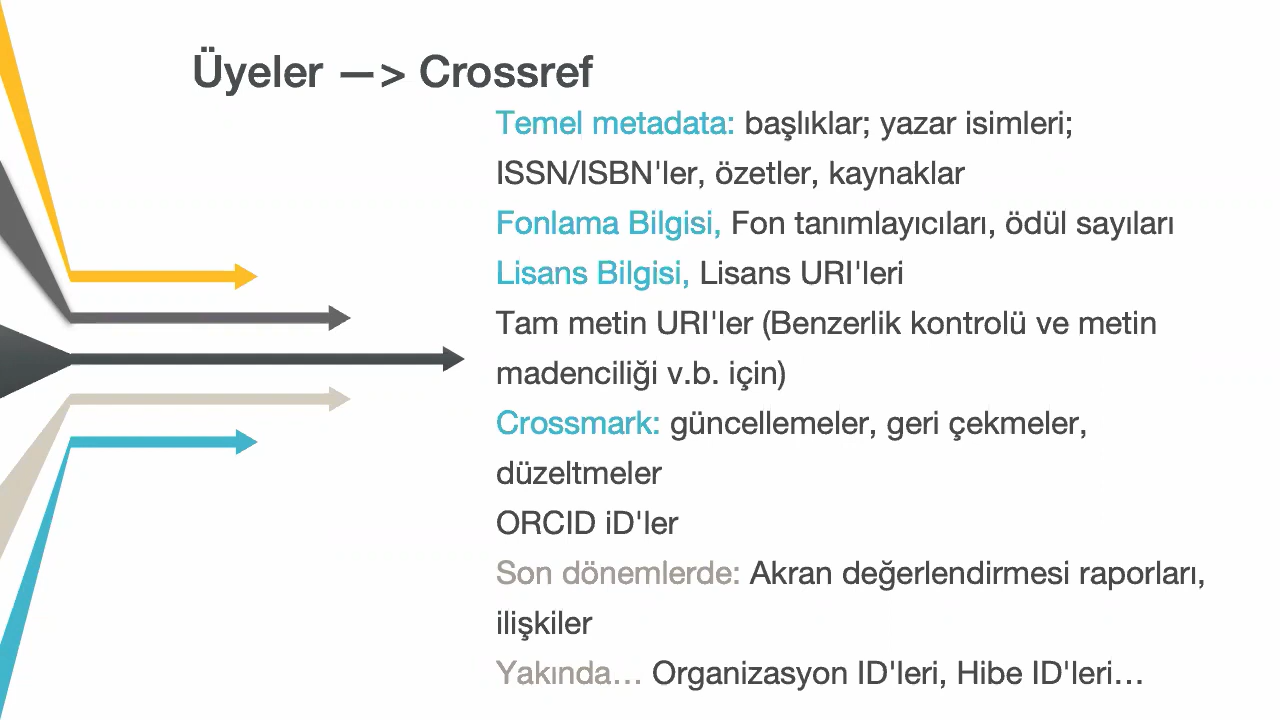 Üyeler —> Crossref
Temel metadata: başlıklar; yazar isimleri;
ISSN/ISBN'ler, özetler, kaynaklar
Fonlama Bilgisi, Fon tanımlayıcıları, ödül sayıları
Lisans Bilgisi, Lisans URI'leri
Tam metin URI'ler (Benzerlik kontrolü ve metin
madenciliği v.b. için)
Crossmark: güncellemeler, geri çekmeler,
düzeltmeler
ORCID iD'ler
Son dönemlerde: Akran değerlendirmesi raporları,
ilişkiler
Yakında… Organizasyon ID'leri, Hibe ID'leri…